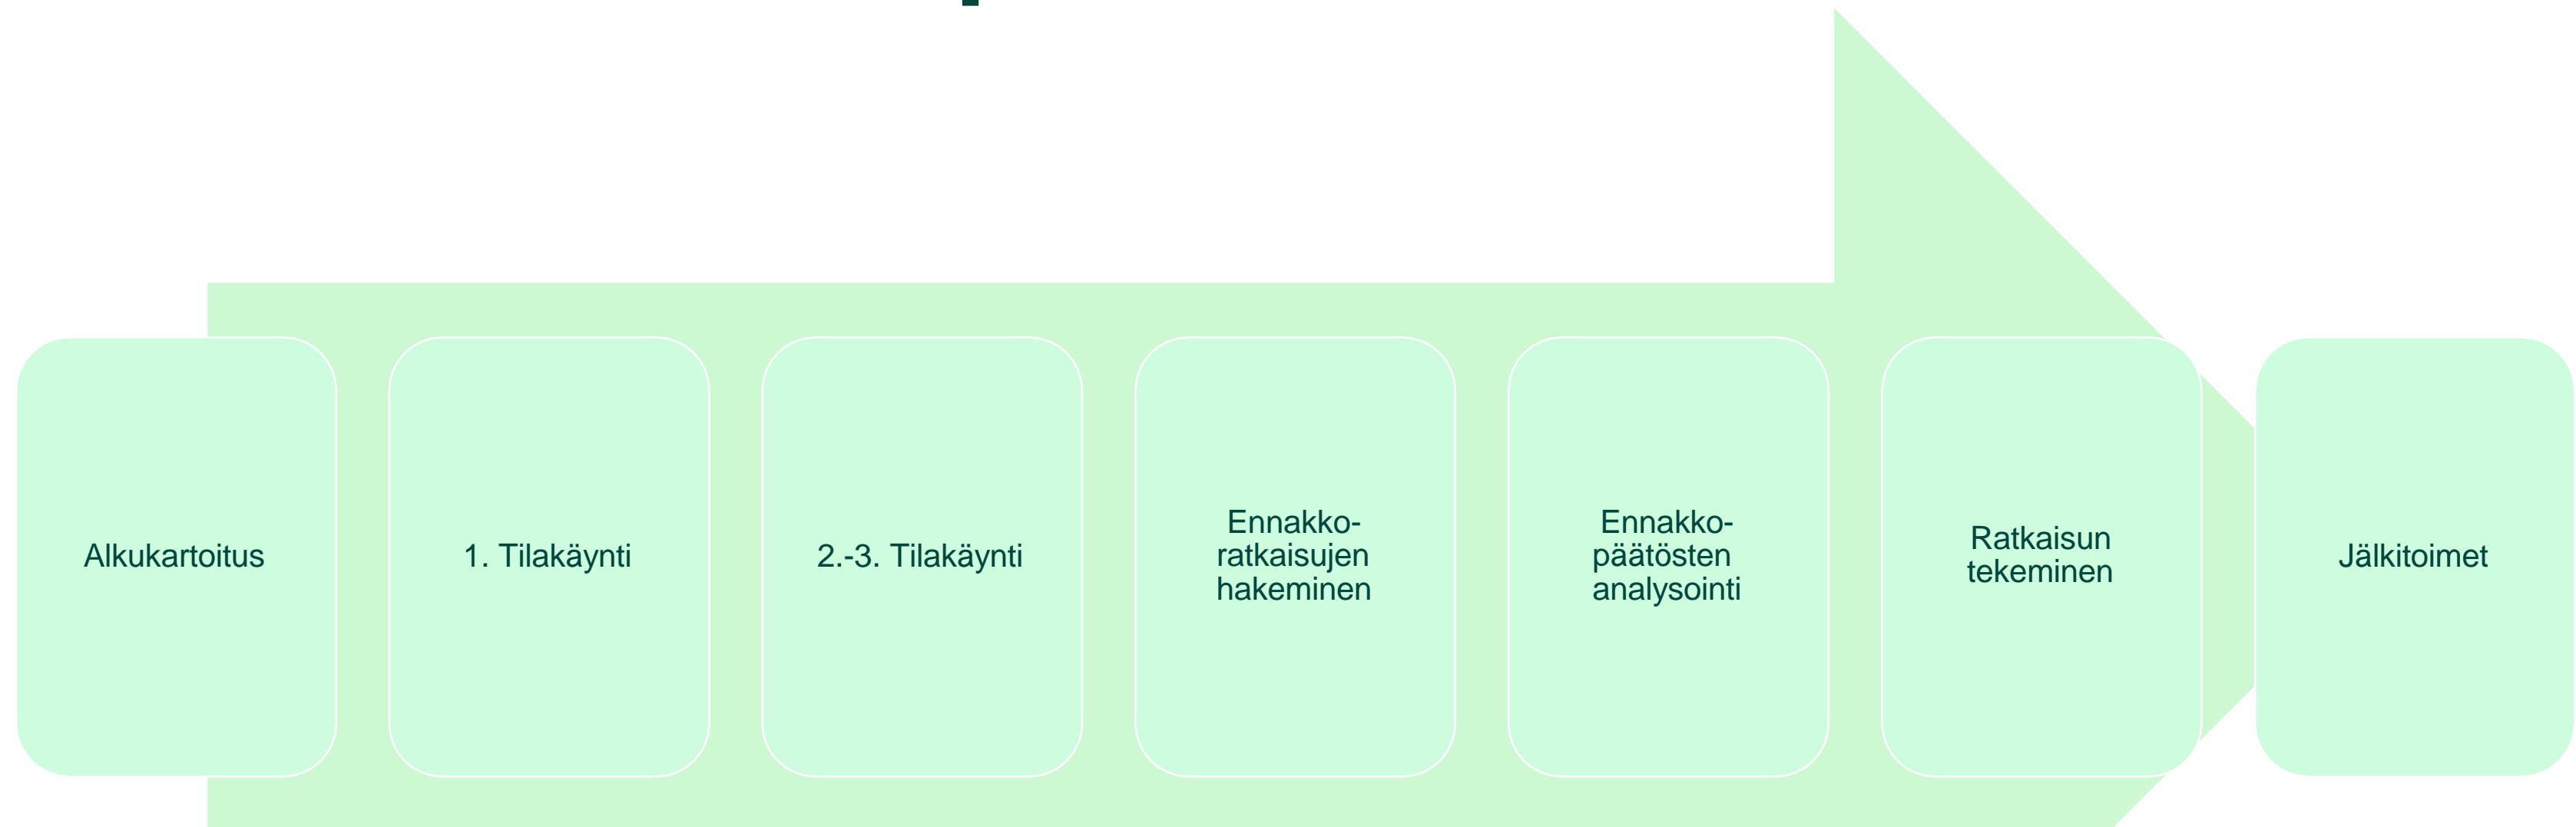 Alkukartoitus
1. Tilakäynti
2.-3. Tilakäynti
Ennakko-
ratkaisujen
hakeminen
Ennakko-
päätösten
analysointi
Ratkaisun
tekeminen
Jälkitoimet